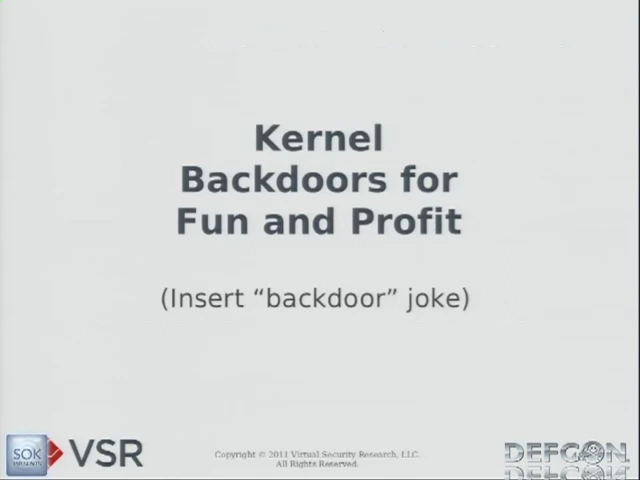 Kernel
Backdoors for
Fun and Profit
(Insert “backdoor” joke)
SOK
PRESENTS
VSR
Copyright © 2011 Virtual Security Research, LLC.
All Rights Reserved.
DEFCON